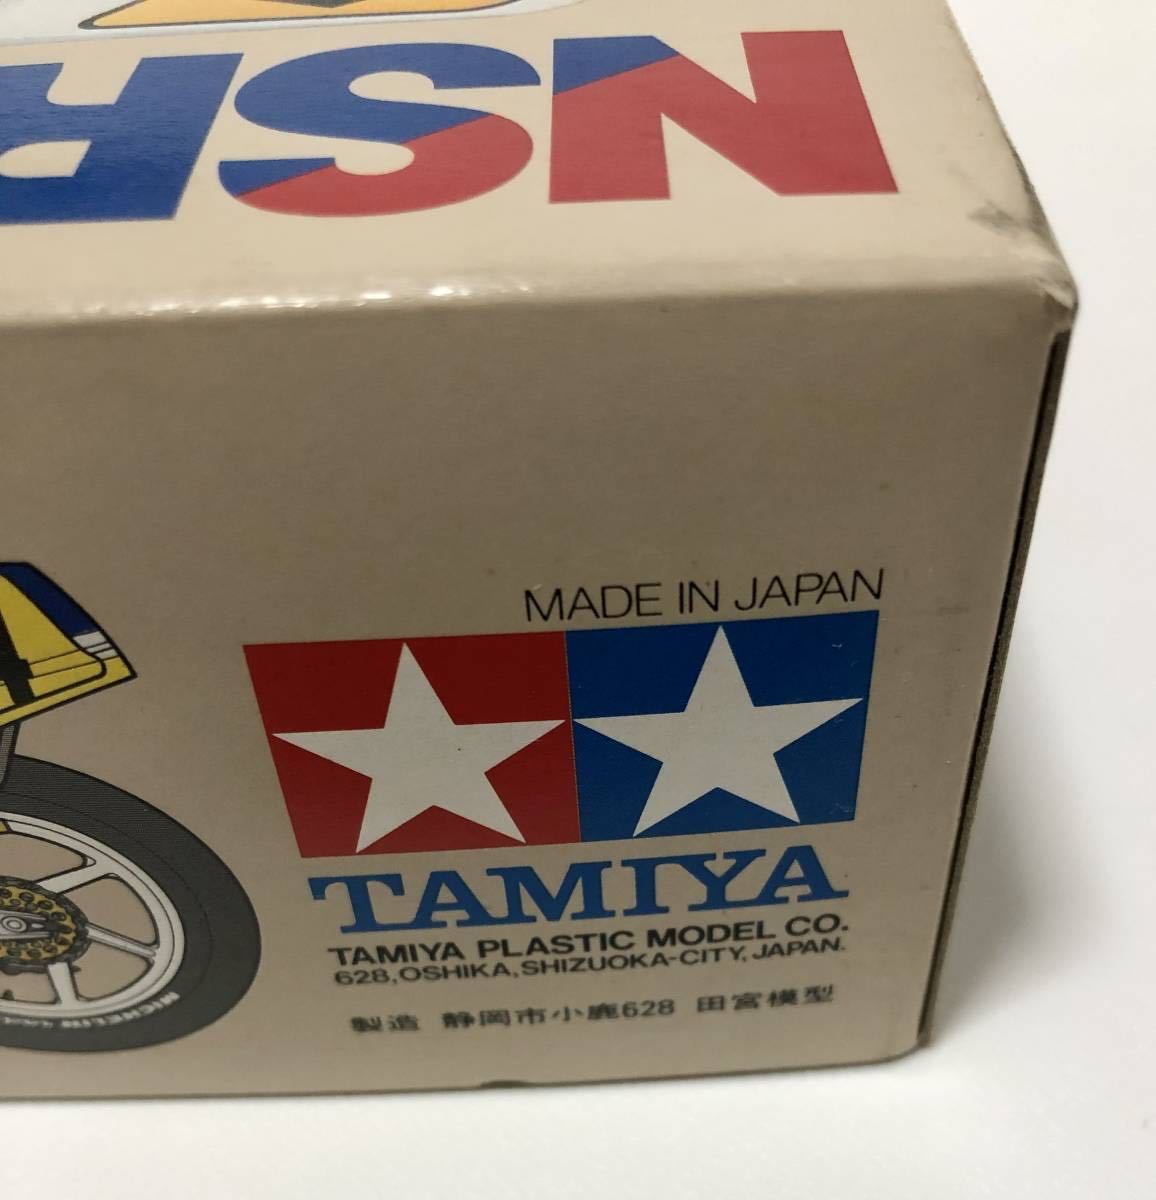 NSR
MADE IN JAPAN
TAMIYA
TAMIYA PLASTIC MODEL CO.
628, OSHIKA, SHIZUOKA-CITY, JAPAN.
製造 静岡市小鹿628 田宮模型
MICHELIN